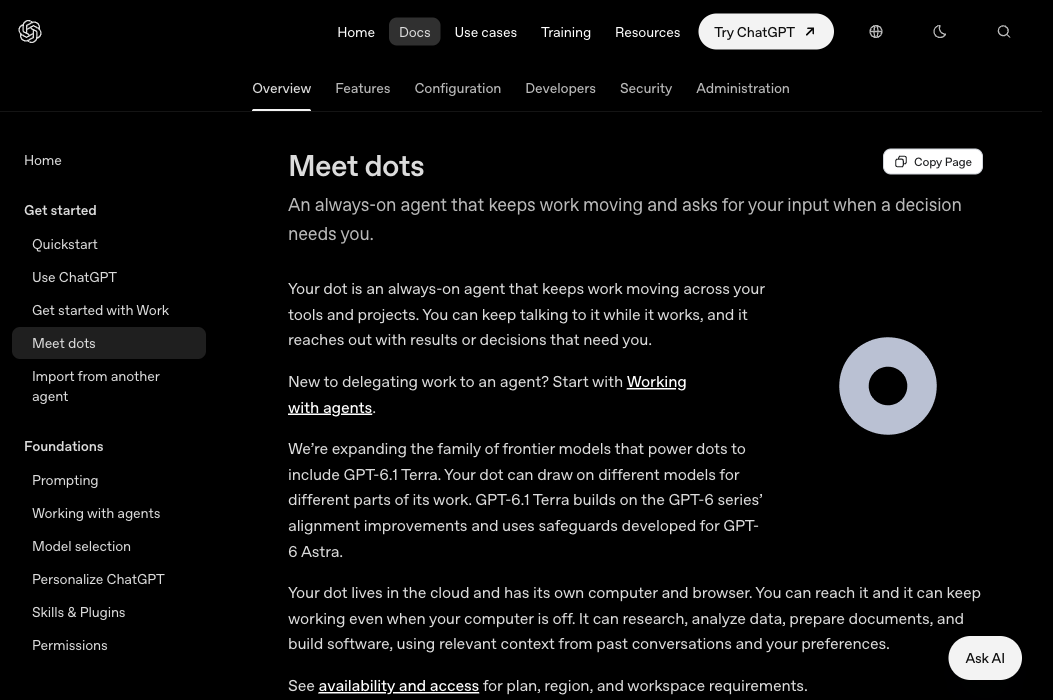 Home
Docs
Use cases
Training
Resources
Try ChatGPT
Overview
Features
Configuration
Developers
Security
Administration
Home
Get started
Quickstart
Use ChatGPT
Get started with Work
Meet dots
Import from another
agent
Foundations
Prompting
Working with agents
Model selection
Personalize ChatGPT
Skills & Plugins
Permissions
Meet dots
Copy Page
An always-on agent that keeps work moving and asks for your input when a decision
needs you.
Your dot is an always-on agent that keeps work moving across your
tools and projects. You can keep talking to it while it works, and it
reaches out with results or decisions that need you.
New to delegating work to an agent? Start with Working
with agents.
We’re expanding the family of frontier models that power dots to
include GPT-6.1 Terra. Your dot can draw on different models for
different parts of its work. GPT-6.1 Terra builds on the GPT-6 series’
alignment improvements and uses safeguards developed for GPT-
6 Astra.
Your dot lives in the cloud and has its own computer and browser. You can reach it and it can keep
working even when your computer is off. It can research, analyze data, prepare documents, and
build software, using relevant context from past conversations and your preferences.
See availability and access for plan, region, and workspace requirements.
Ask AI